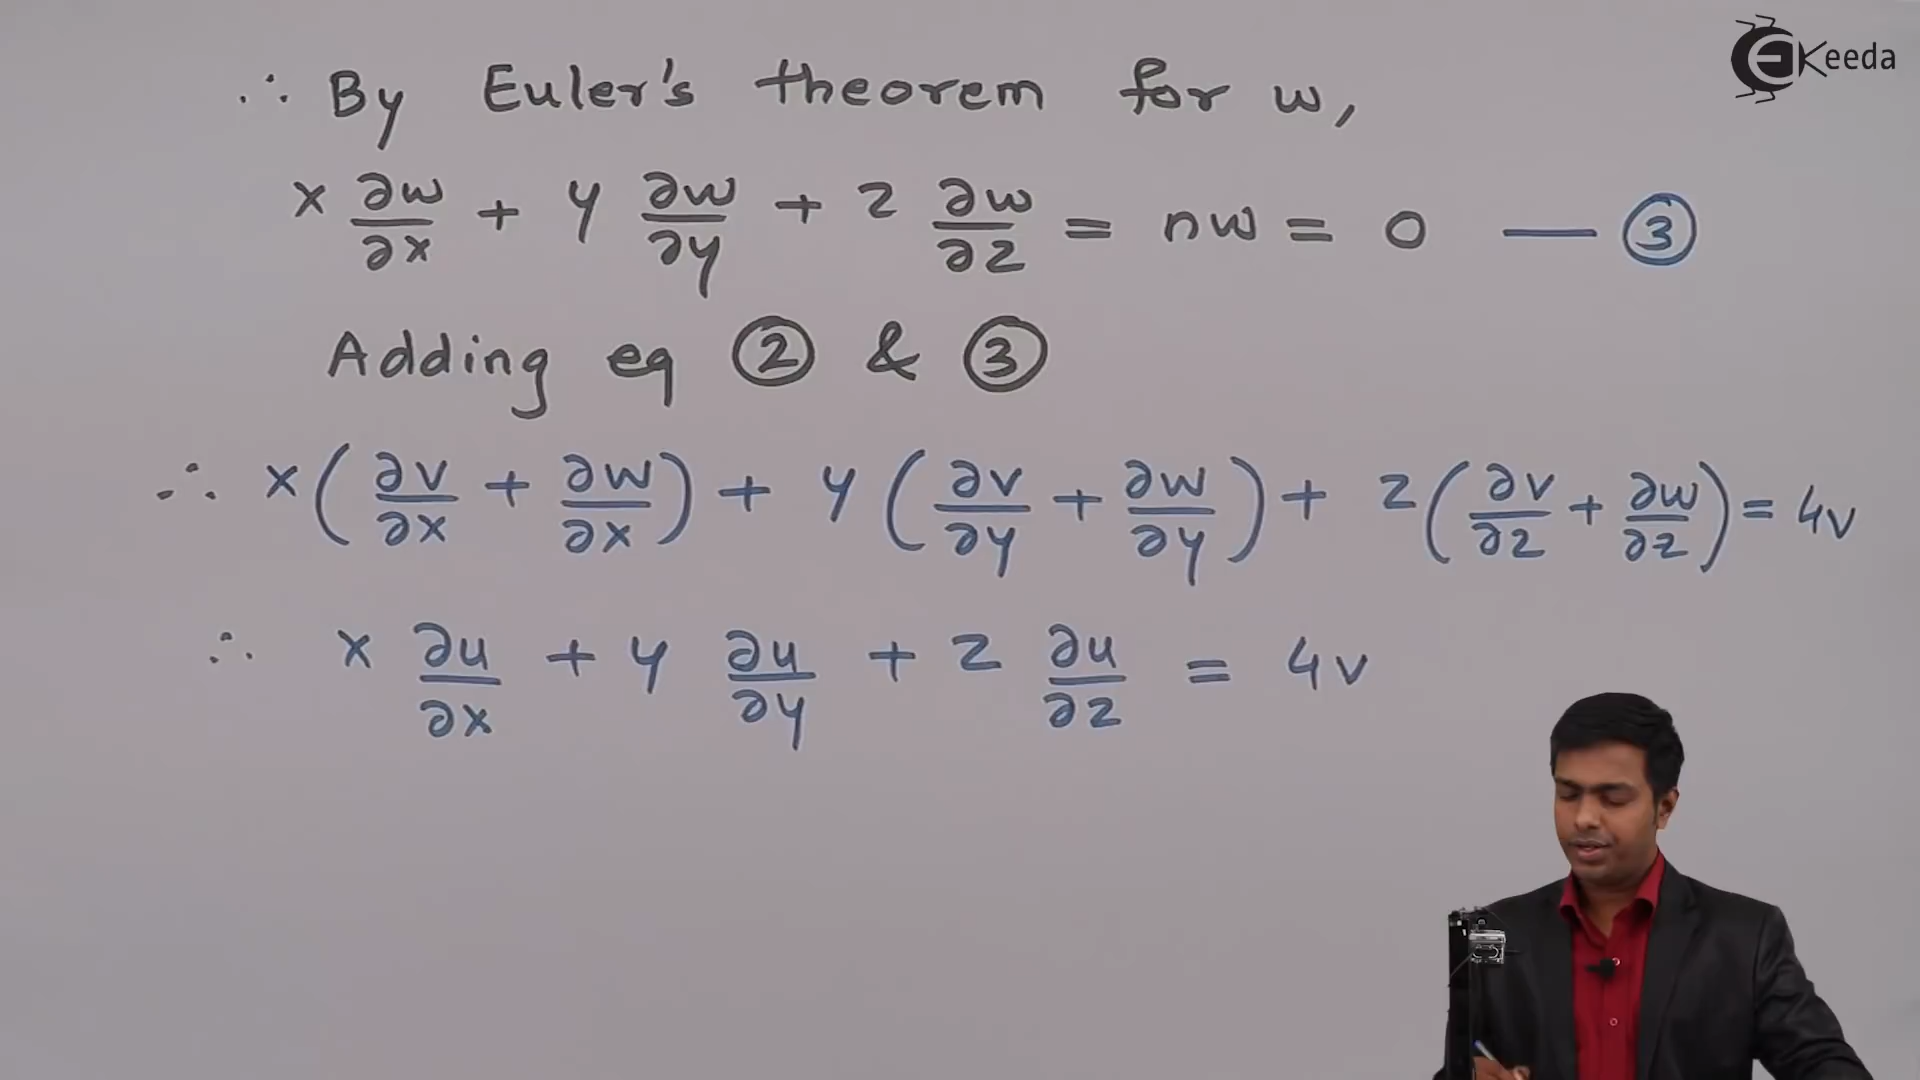 EKeeda
∴ By Euler's theorem for w,
x ∂w/∂x + y ∂w/∂y + z ∂w/∂z = nw = 0 — ③
Adding eq ② & ③
∴ x(∂v/∂x + ∂w/∂x) + y(∂v/∂y + ∂w/∂y) + z(∂v/∂z + ∂w/∂z) = 4v
∴ x ∂u/∂x + y ∂u/∂y + z ∂u/∂z = 4v